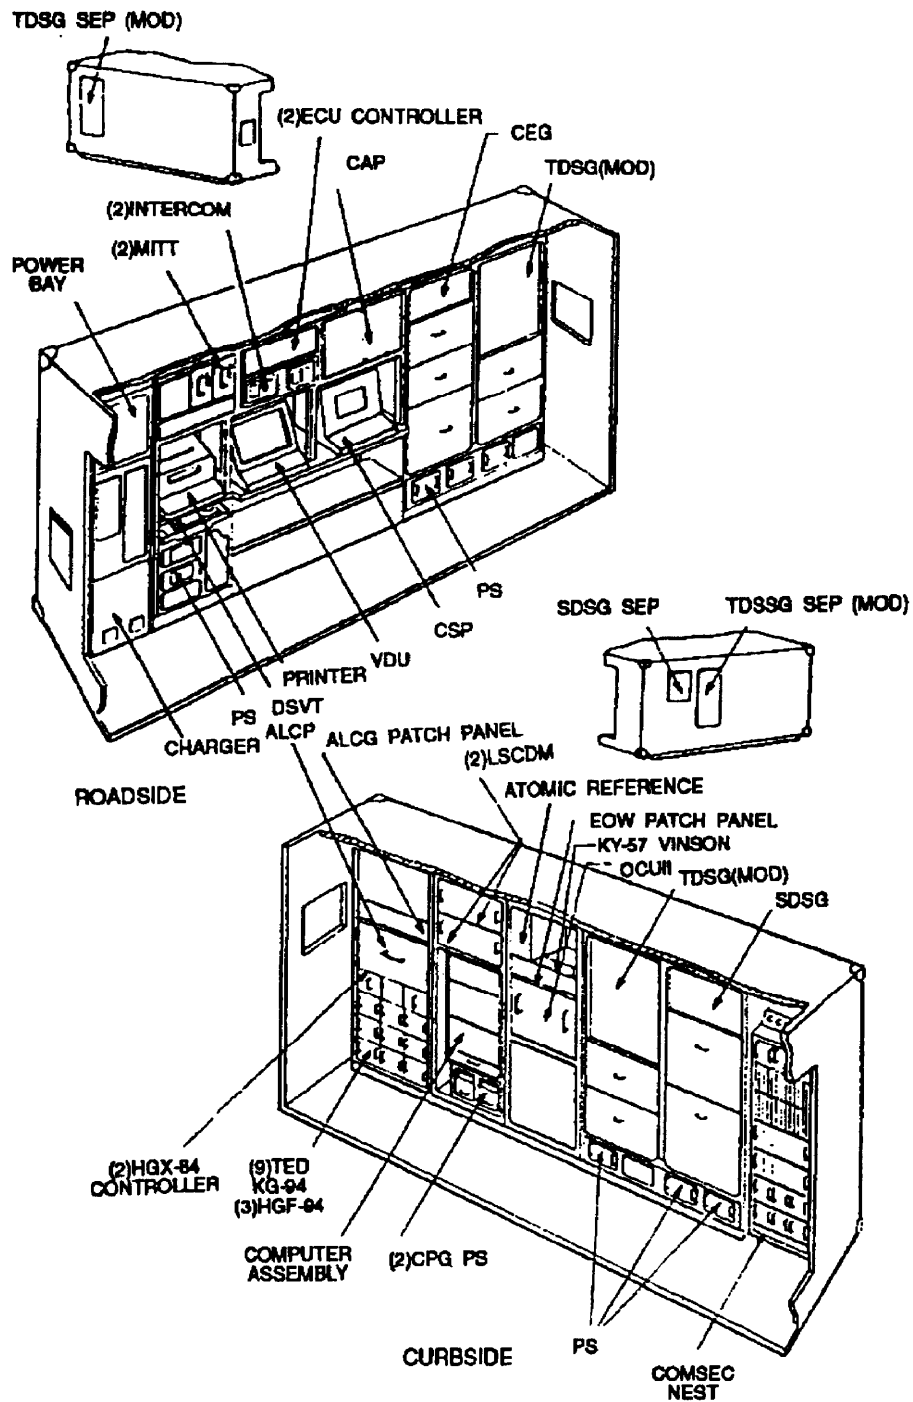 TDSG SEP (MOD)
(2)ECU CONTROLLER
CEG
CAP
TDSG(MOD)
(2)INTERCOM
(2)MITT
POWER
BAY
PS
CSP
VDU
PRINTER
DSVT
PS
CHARGER
ROADSIDE
SDSG SEP
TDSSG SEP (MOD)
ALCP
ALCG PATCH PANEL
(2)LSCDM
ATOMIC REFERENCE
EOW PATCH PANEL
KY-57 VINSON
OCUII
TDSG(MOD)
SDSG
(2)HGX-84
CONTROLLER
(9)TED
KG-94
(3)HGF-94
COMPUTER
ASSEMBLY
(2)CPG PS
PS
COMSEC
NEST
CURBSIDE